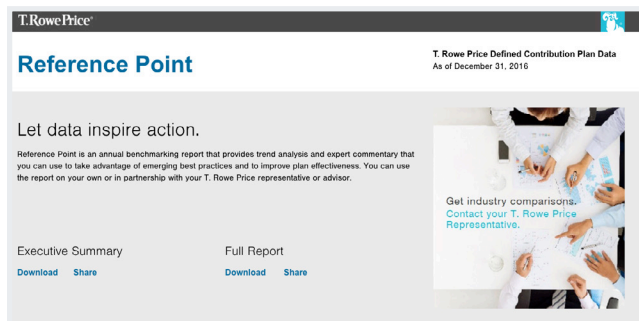 T.RowePrice®
Reference Point
T. Rowe Price Defined Contribution Plan Data
As of December 31, 2016
Let data inspire action.
Reference Point is an annual benchmarking report that provides trend analysis and expert commentary that
you can use to take advantage of emerging best practices and to improve plan effectiveness. You can use
the report on your own or in partnership with your T. Rowe Price representative or advisor.
Get industry comparisons.
Contact your T. Rowe Price
Representative.
Executive Summary
Download Share
Full Report
Download Share